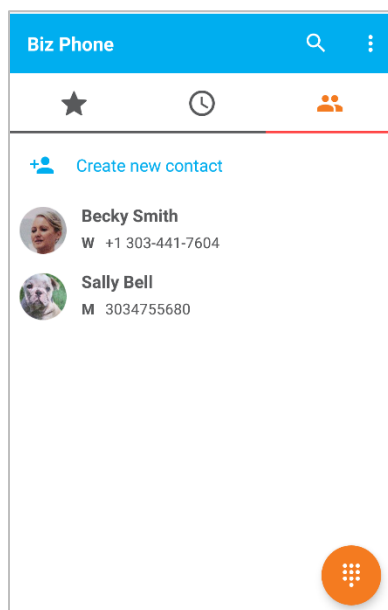 Biz Phone
Create new contact
Becky Smith
W +1 303-441-7604
Sally Bell
M 3034755680